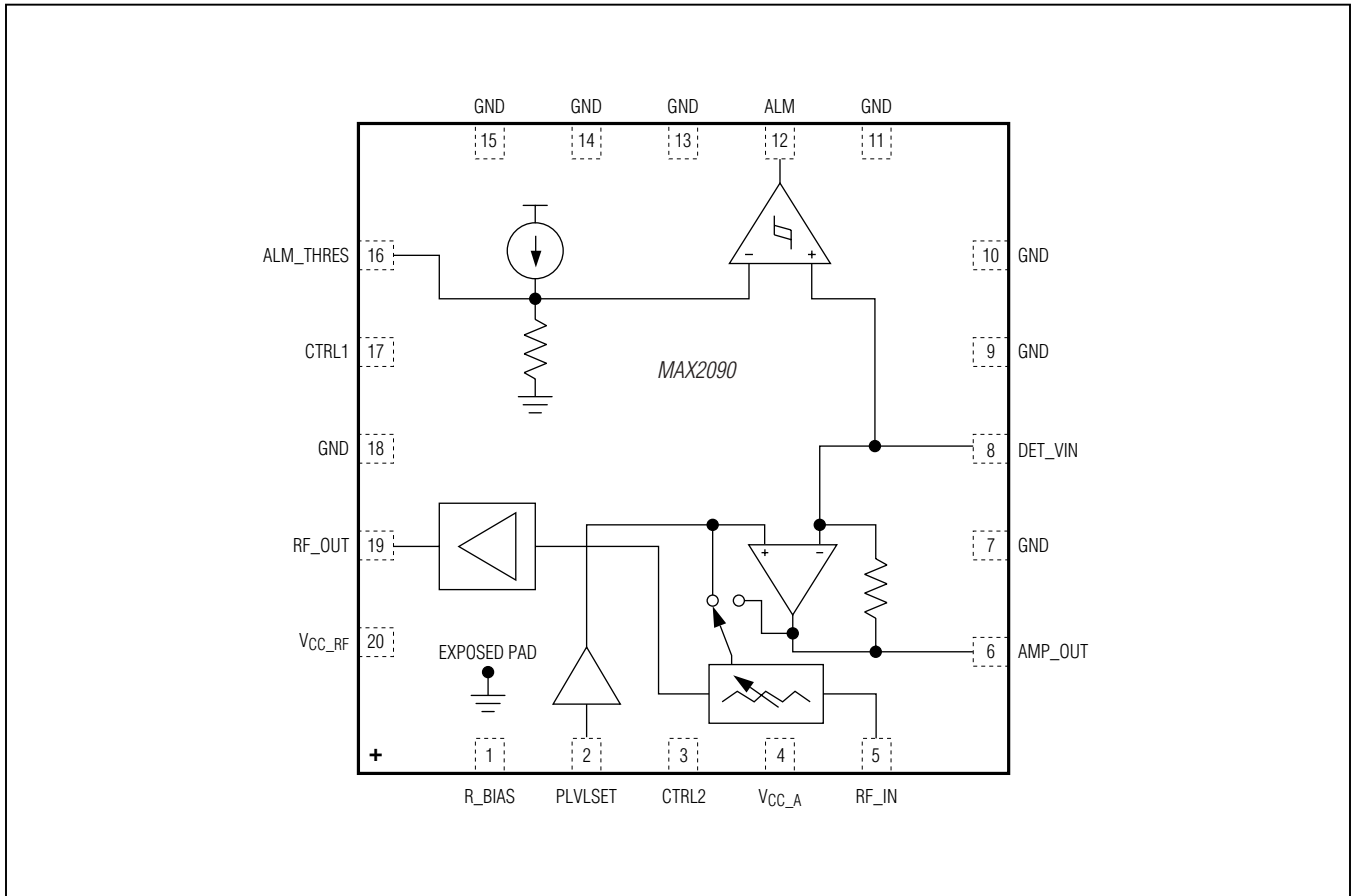 GND GND GND ALM GND
15 14 13 12 11
ALM_THRES 16
10 GND
- +
CTRL1 17
9 GND
MAX2090
GND 18
8 DET_VIN
RF_OUT 19
+ -
7 GND
VCC_RF 20
EXPOSED PAD
6 AMP_OUT
+ 1 2 3 4 5
R_BIAS PLVLSET CTRL2 VCC_A RF_IN